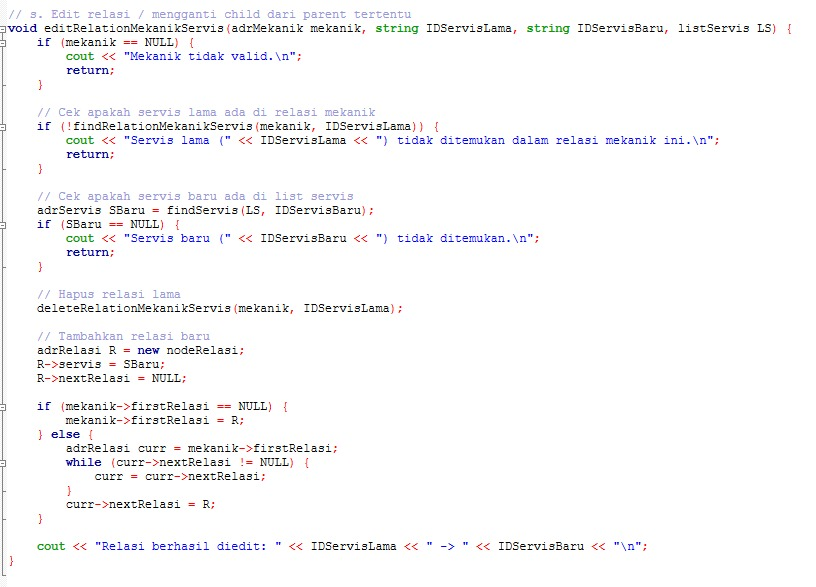 // s. Edit relasi / mengganti child dari parent tertentu
void editRelationMekanikServis(adrMekanik mekanik, string IDServisLama, string IDServisBaru, listServis LS) {
    if (mekanik == NULL) {
        cout << "Mekanik tidak valid.\n";
        return;
    }

    // Cek apakah servis lama ada di relasi mekanik
    if (!findRelationMekanikServis(mekanik, IDServisLama)) {
        cout << "Servis lama (" << IDServisLama << ") tidak ditemukan dalam relasi mekanik ini.\n";
        return;
    }

    // Cek apakah servis baru ada di list servis
    adrServis SBaru = findServis(LS, IDServisBaru);
    if (SBaru == NULL) {
        cout << "Servis baru (" << IDServisBaru << ") tidak ditemukan.\n";
        return;
    }

    // Hapus relasi lama
    deleteRelationMekanikServis(mekanik, IDServisLama);

    // Tambahkan relasi baru
    adrRelasi R = new nodeRelasi;
    R->servis = SBaru;
    R->nextRelasi = NULL;

    if (mekanik->firstRelasi == NULL) {
        mekanik->firstRelasi = R;
    } else {
        adrRelasi curr = mekanik->firstRelasi;
        while (curr->nextRelasi != NULL) {
            curr = curr->nextRelasi;
        }
        curr->nextRelasi = R;
    }

    cout << "Relasi berhasil diedit: " << IDServisLama << " -> " << IDServisBaru << "\n";
}